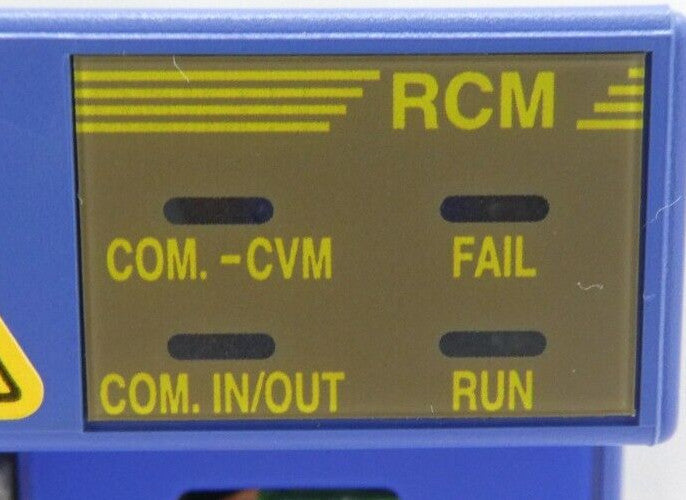 RCM
COM. -CVM
FAIL
COM. IN/OUT
RUN